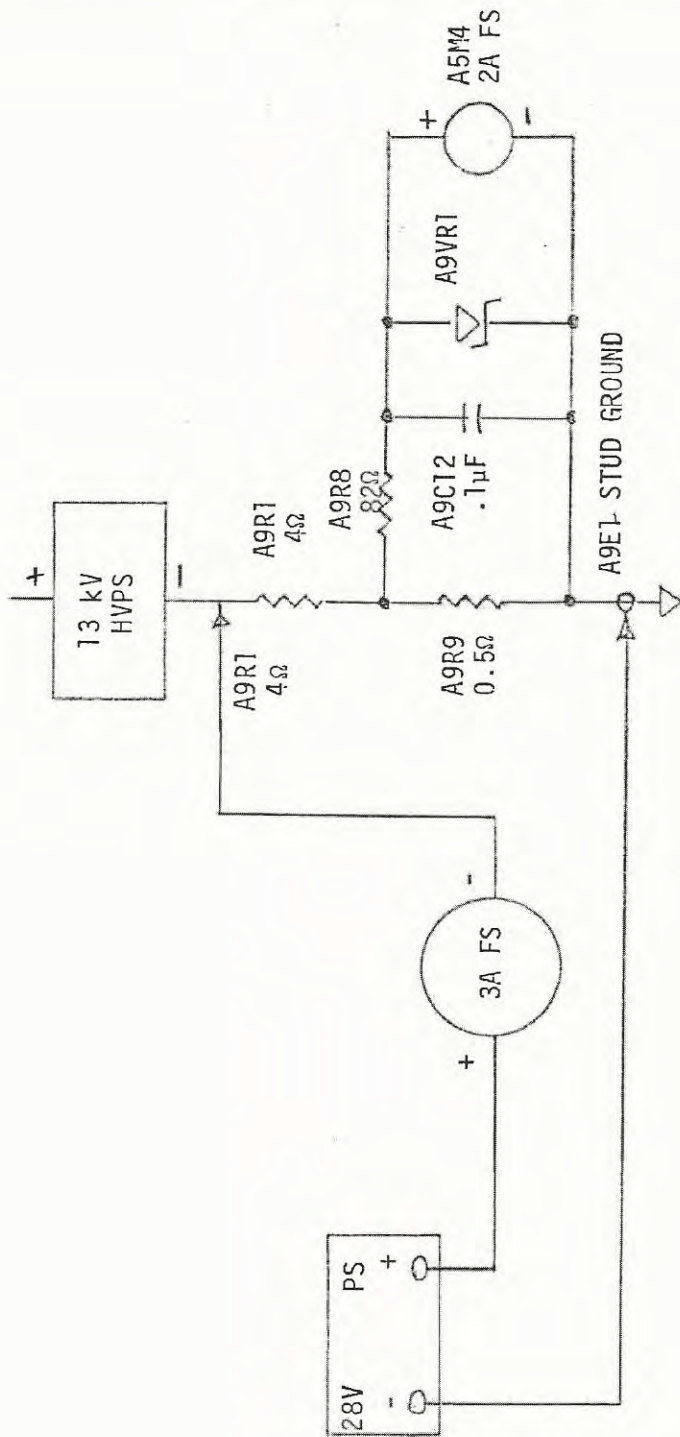 A5M4
2A FS
+
-
A9VR1
A9C12
.1µF
A9R8
82Ω
A9R1
4Ω
A9R9
0.5Ω
A9E1 STUD GROUND
+
13 kV
HVPS
-
A9R1
4Ω
-
3A FS
+
PS
+
28V
-